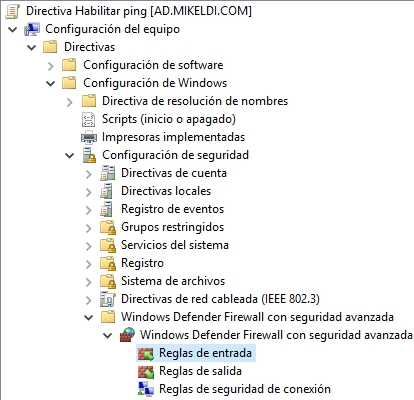 Directiva Habilitar ping [AD.MIKELDI.COM]
Configuración del equipo
Directivas
Configuración de software
Configuración de Windows
Directiva de resolución de nombres
Scripts (inicio o apagado)
Impresoras implementadas
Configuración de seguridad
Directivas de cuenta
Directivas locales
Registro de eventos
Grupos restringidos
Servicios del sistema
Registro
Sistema de archivos
Directivas de red cableada (IEEE 802.3)
Windows Defender Firewall con seguridad avanzada
Windows Defender Firewall con seguridad avanzada
Reglas de entrada
Reglas de salida
Reglas de seguridad de conexión